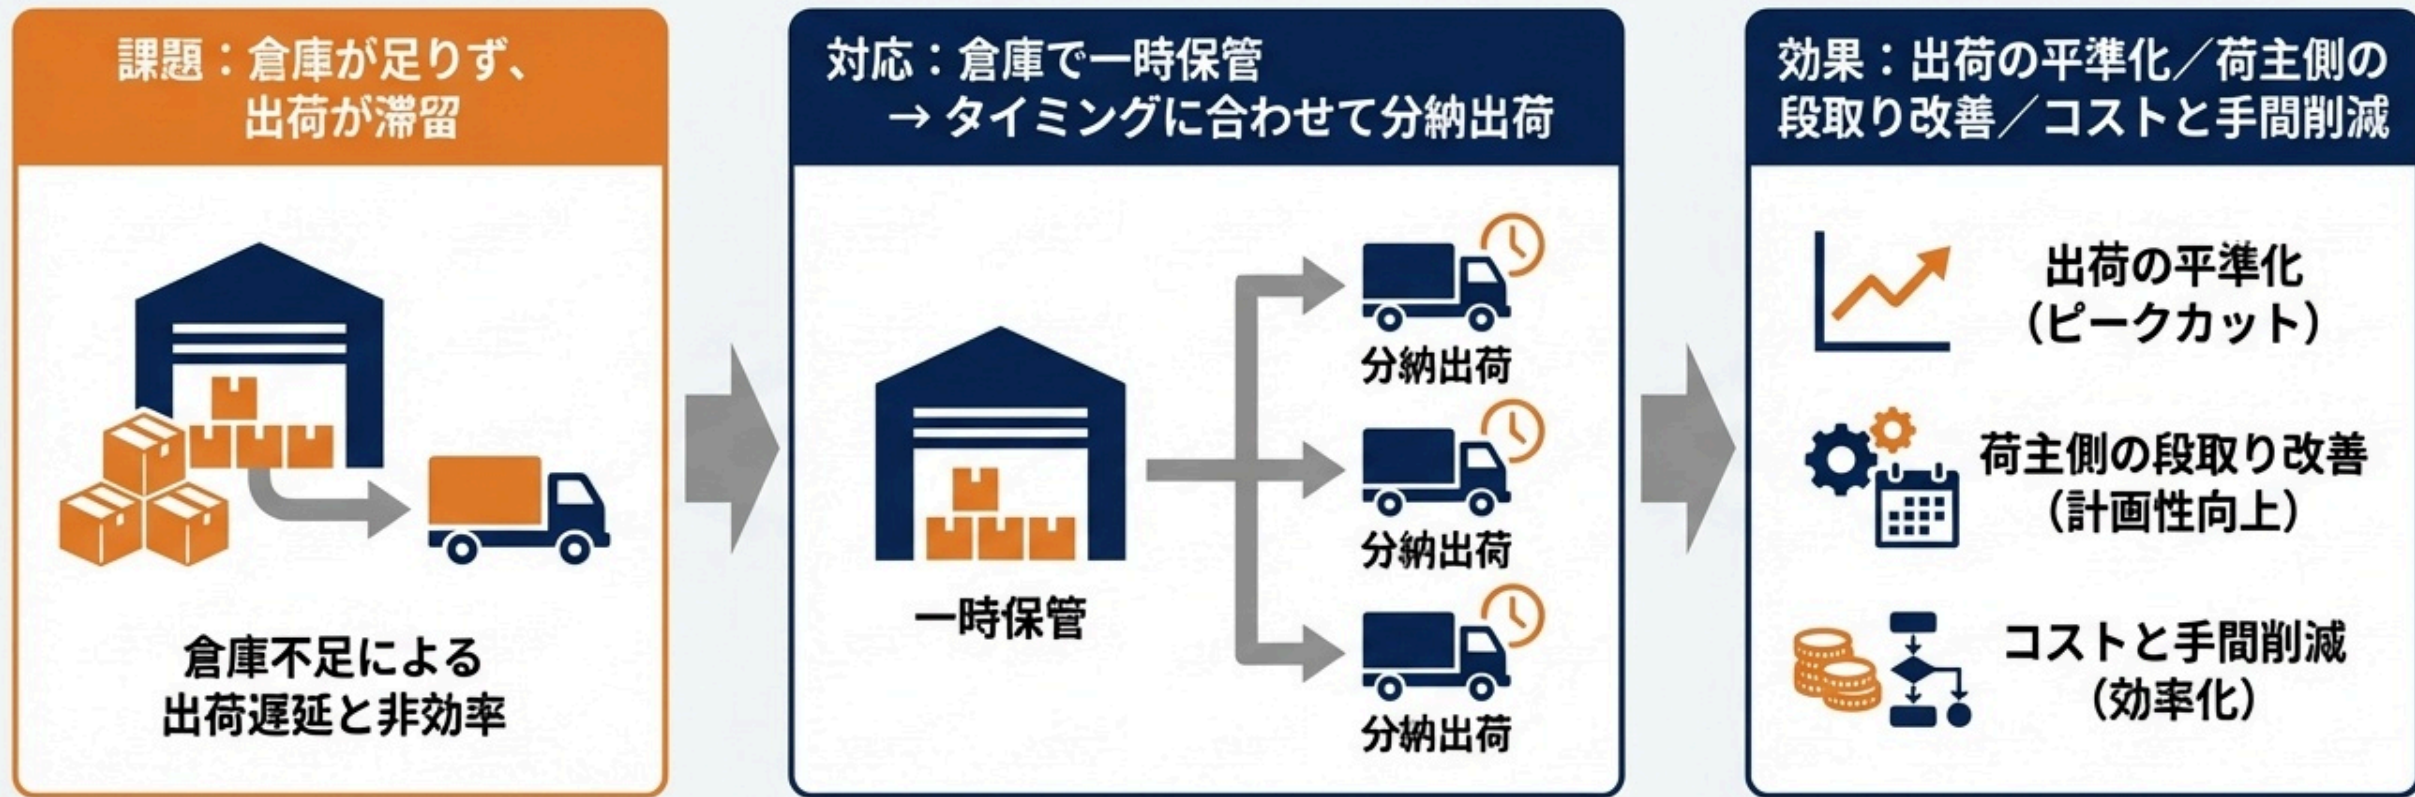 課題：倉庫が足りず、
出荷が滞留
倉庫不足による
出荷遅延と非効率
対応：倉庫で一時保管
→ タイミングに合わせて分納出荷
一時保管
分納出荷
分納出荷
分納出荷
効果：出荷の平準化／荷主側の
段取り改善／コストと手間削減
出荷の平準化
（ピークカット）
荷主側の段取り改善
（計画性向上）
コストと手間削減
（効率化）